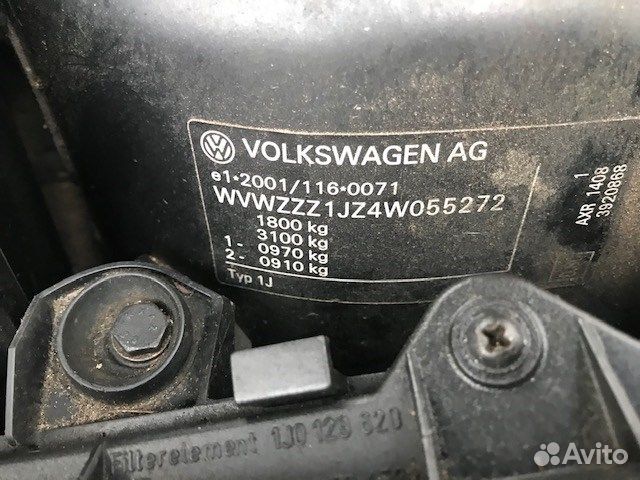 VOLKSWAGEN AG
e1*2001/116*0071
WVWZZZ1JZ4W055272
1800 kg
3100 kg
1- 0970 kg
2- 0910 kg
Typ 1J
1
AXR 1408
3920868
Filterelement 1J0 129 620
Avito